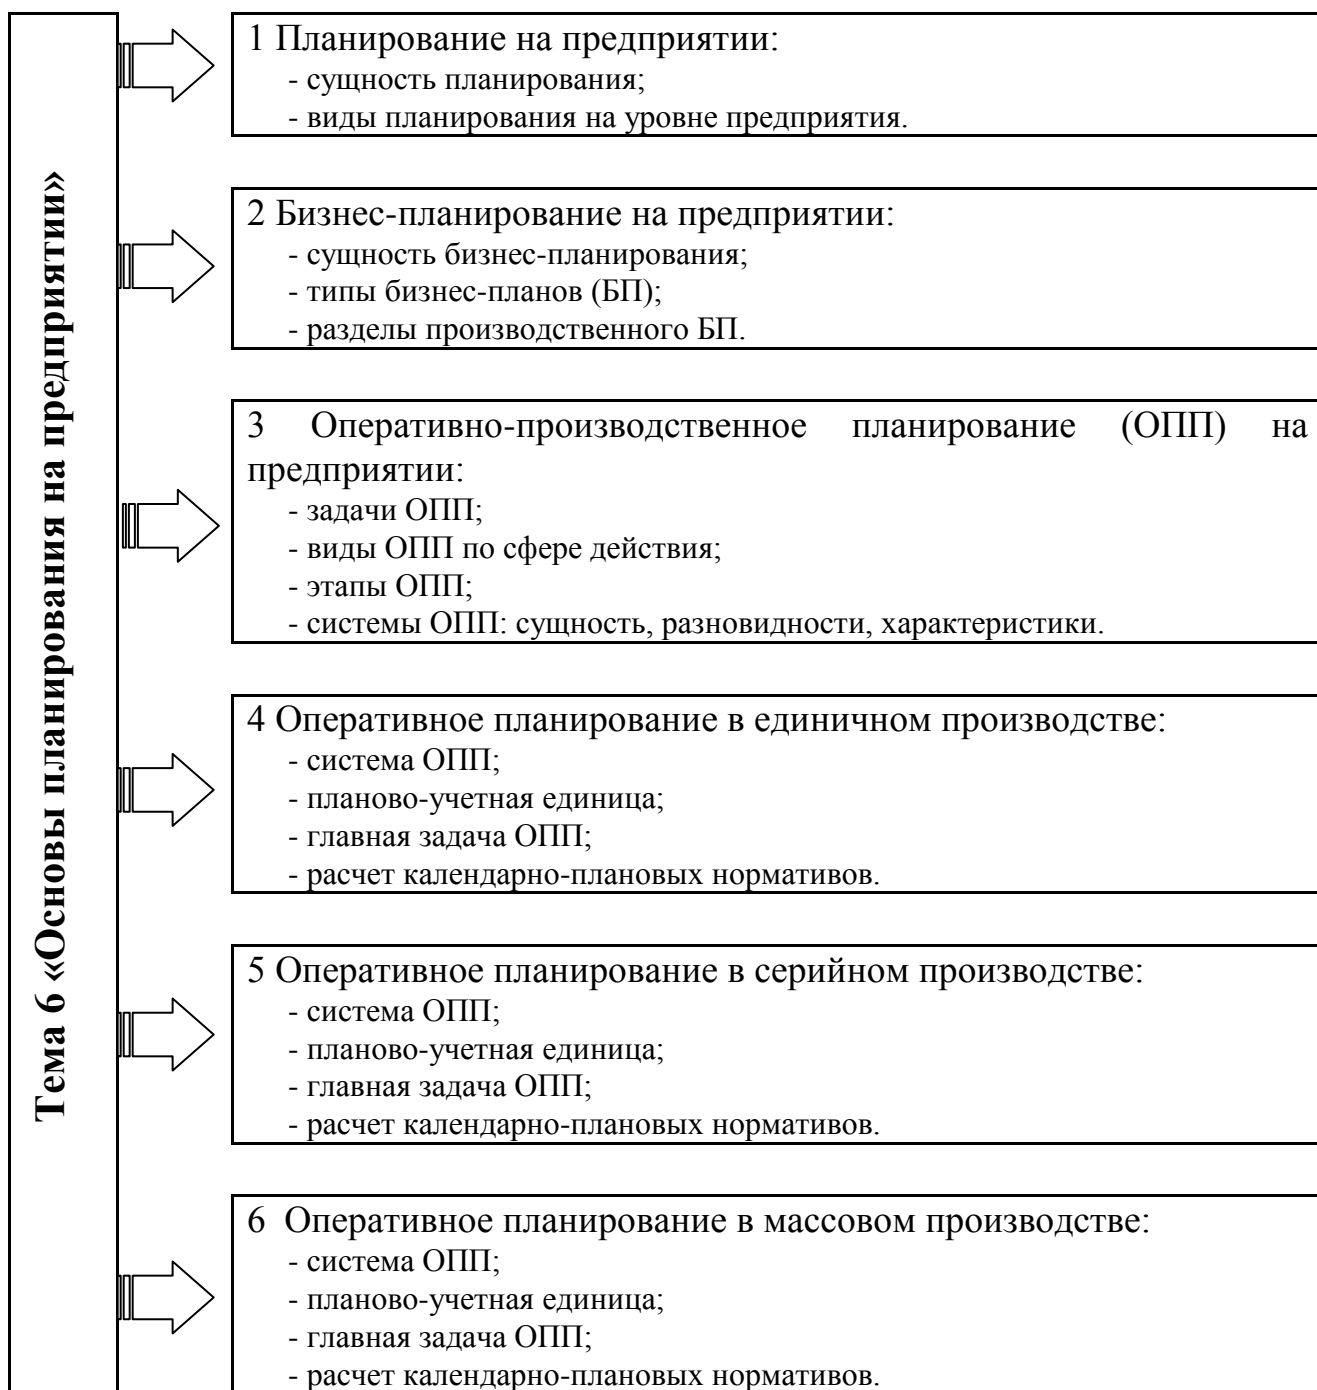 Тема 6 «Основы планирования на предприятии»
1 Планирование на предприятии:
- сущность планирования;
- виды планирования на уровне предприятия.
2 Бизнес-планирование на предприятии:
- сущность бизнес-планирования;
- типы бизнес-планов (БП);
- разделы производственного БП.
3 Оперативно-производственное планирование (ОПП) на
предприятии:
- задачи ОПП;
- виды ОПП по сфере действия;
- этапы ОПП;
- системы ОПП: сущность, разновидности, характеристики.
4 Оперативное планирование в единичном производстве:
- система ОПП;
- планово-учетная единица;
- главная задача ОПП;
- расчет календарно-плановых нормативов.
5 Оперативное планирование в серийном производстве:
- система ОПП;
- планово-учетная единица;
- главная задача ОПП;
- расчет календарно-плановых нормативов.
6 Оперативное планирование в массовом производстве:
- система ОПП;
- планово-учетная единица;
- главная задача ОПП;
- расчет календарно-плановых нормативов.